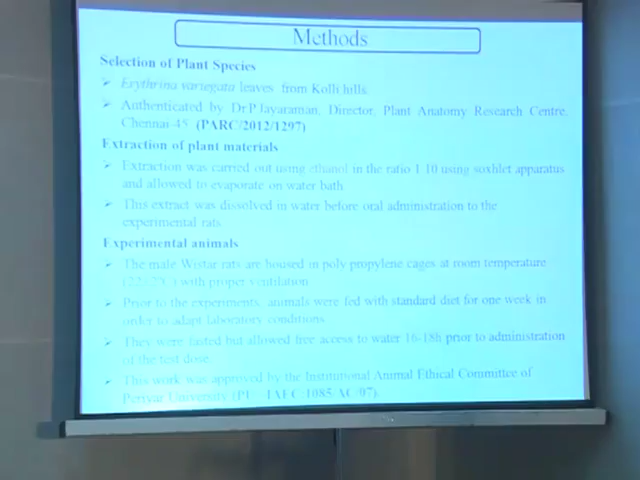 Methods
Selection of Plant Species
➢ Erythrina variegata leaves from Kolli hills.
➢ Authenticated by Dr.P.Jayaraman, Director, Plant Anatomy Research Centre,
Chennai-45. (PARC/2012/1297)
Extraction of plant materials
➢ Extraction was carried out using ethanol in the ratio 1:10 using soxhlet apparatus
and allowed to evaporate on water bath
➢ This extract was dissolved in water before oral administration to the
experimental rats.
Experimental animals
➢ The male Wistar rats are housed in poly propylene cages at room temperature
with proper ventilation.
➢ Prior to the experiments, animals were fed with standard diet for one week in
order to adapt laboratory conditions.
➢ They were fasted but allowed free access to water 16-18h prior to administration
of the test dose.
➢ This work was approved by the Institutional Animal Ethical Committee of
Periyar University